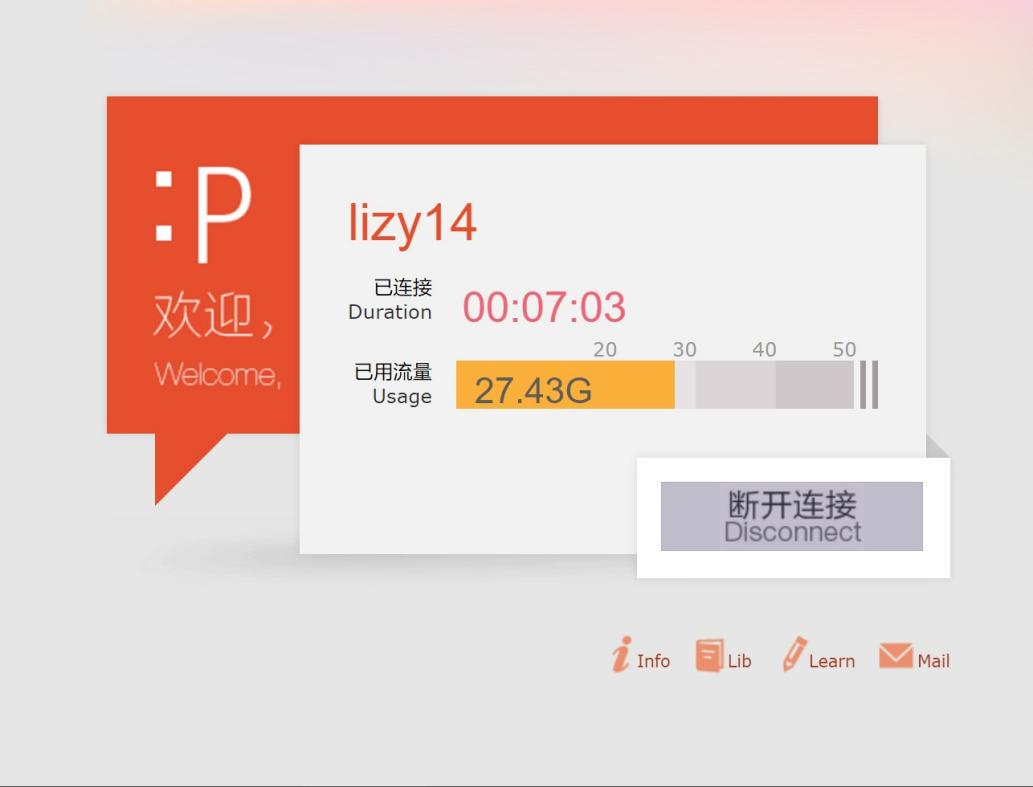 :P
欢迎,
Welcome,
lizy14
已连接
Duration
00:07:03
20 30 40 50
已用流量
Usage
27.43G
断开连接
Disconnect
Info Lib Learn Mail